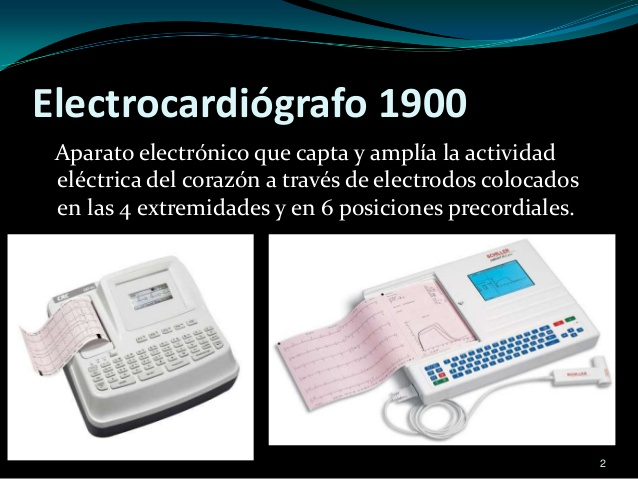 Electrocardiógrafo 1900
Aparato electrónico que capta y amplía la actividad
eléctrica del corazón a través de electrodos colocados
en las 4 extremidades y en 6 posiciones precordiales.
SCHILLER
SCHILLER
2